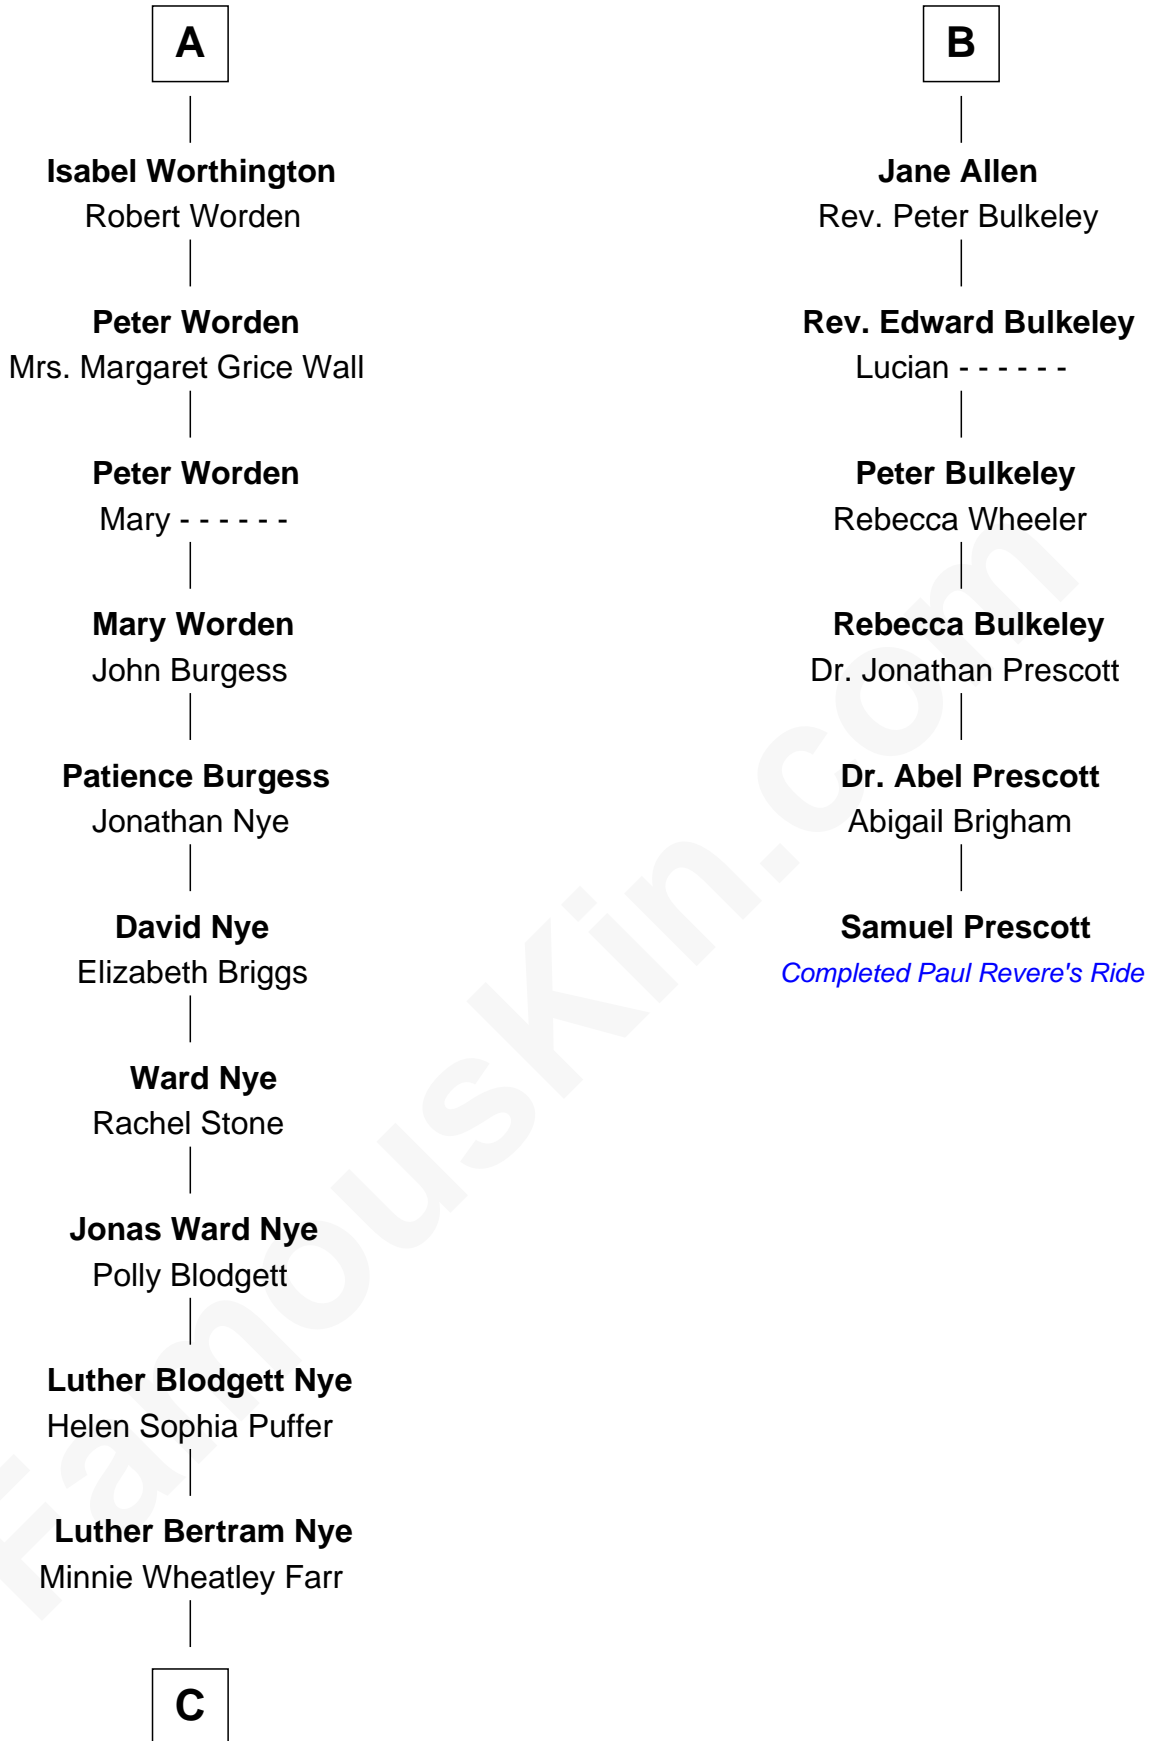 A
Isabel Worthington
Robert Worden
Peter Worden
Mrs. Margaret Grice Wall
Peter Worden
Mary - - - - - -
Mary Worden
John Burgess
Patience Burgess
Jonathan Nye
David Nye
Elizabeth Briggs
Ward Nye
Rachel Stone
Jonas Ward Nye
Polly Blodgett
Luther Blodgett Nye
Helen Sophia Puffer
Luther Bertram Nye
Minnie Wheatley Farr
C
B
Jane Allen
Rev. Peter Bulkeley
Rev. Edward Bulkeley
Lucian - - - - - -
Peter Bulkeley
Rebecca Wheeler
Rebecca Bulkeley
Dr. Jonathan Prescott
Dr. Abel Prescott
Abigail Brigham
Samuel Prescott
Completed Paul Revere's Ride
FamousKin.com